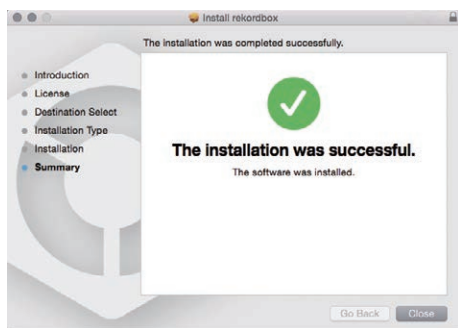 Install rekordbox
The installation was completed successfully.
Introduction
License
Destination Select
Installation Type
Installation
Summary
The installation was successful.
The software was installed.
Go Back
Close